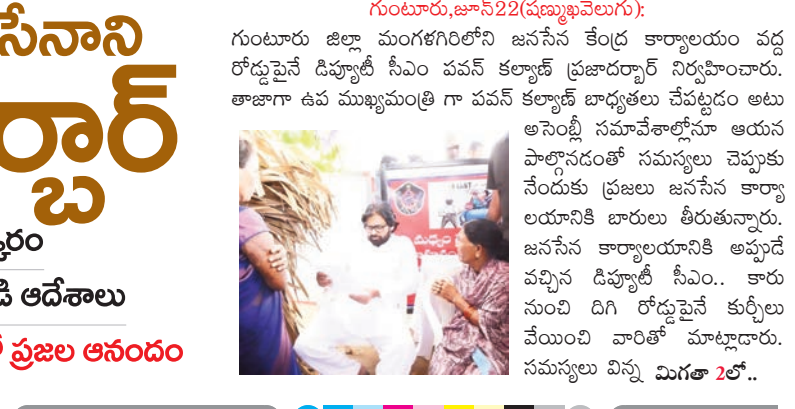 సేనాని
ర్బార్
ఆదేశాలు
ప్రజల ఆనందం
గుంటూరు,జూన్22(షణ్ముఖవెలుగు):
గుంటూరు జిల్లా మంగళగిరిలోని జనసేన కేంద్ర కార్యాలయం వద్ద
రోడ్డుపైనే డిప్యూటీ సీఎం పవన్ కల్యాణ్ ప్రజాదర్బార్ నిర్వహించారు.
తాజాగా ఉప ముఖ్యమంత్రి గా పవన్ కల్యాణ్ బాధ్యతలు చేపట్టడం అటు
అసెంబ్లీ సమావేశాల్లోనూ ఆయన
పాల్గొనడంతో సమస్యలు చెప్పుకు
నేందుకు ప్రజలు జనసేన కార్యా
లయానికి బారులు తీరుతున్నారు.
జనసేన కార్యాలయానికి అప్పుడే
వచ్చిన డిప్యూటీ సీఎం.. కారు
నుంచి దిగి రోడ్డుపైనే కుర్చీలు
వేయించి వారితో మాట్లాడారు.
సమస్యలు విన్న మిగతా 2లో..